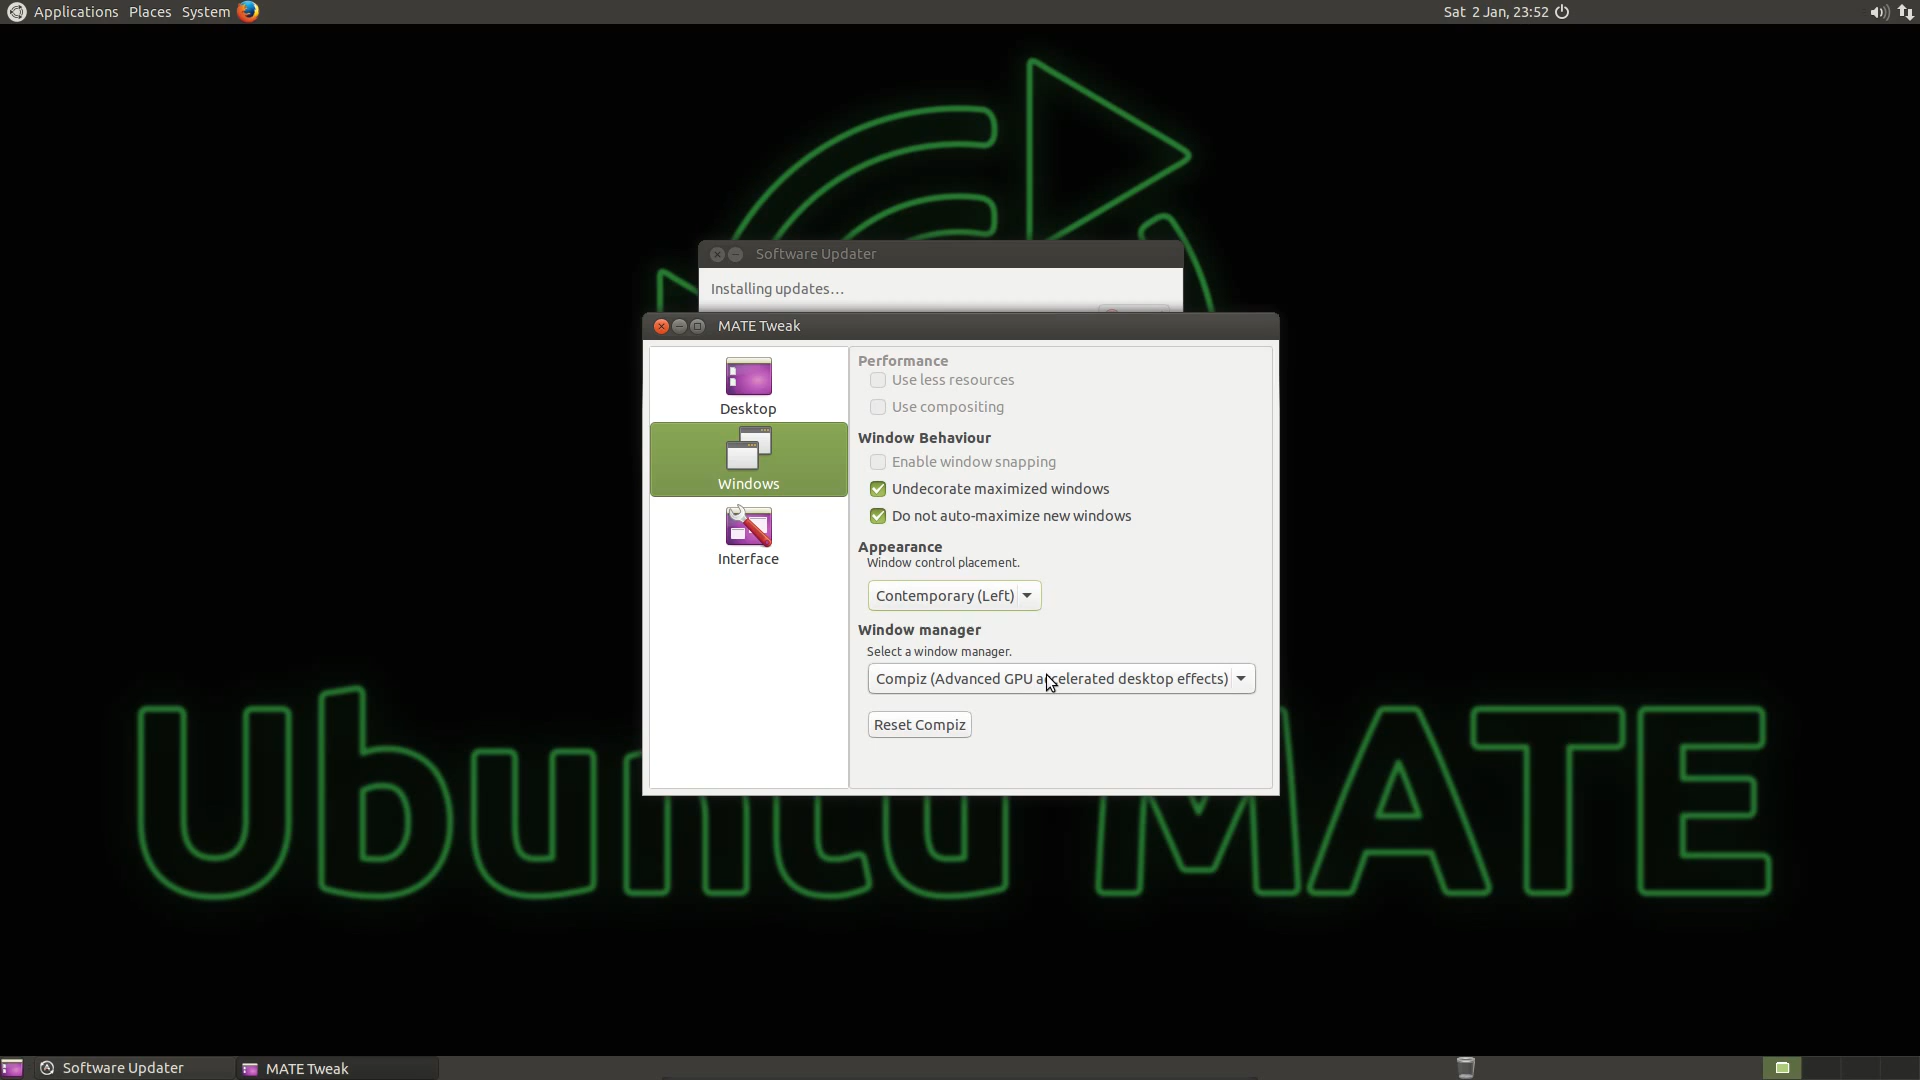 Applications Places System
Sat 2 Jan, 23:52
Software Updater
Installing updates…
MATE Tweak
Desktop
Windows
Interface
Performance
Use less resources
Use compositing
Window Behaviour
Enable window snapping
Undecorate maximized windows
Do not auto-maximize new windows
Appearance
Window control placement.
Contemporary (Left)
Window manager
Select a window manager.
Compiz (Advanced GPU accelerated desktop effects)
Reset Compiz
Ubuntu MATE
Software Updater
MATE Tweak